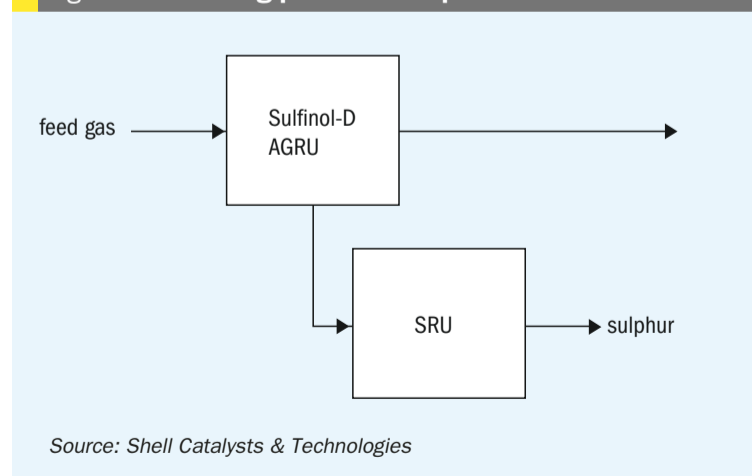 feed gas
Sulfinol-D
AGRU
SRU
sulphur
Source: Shell Catalysts & Technologies